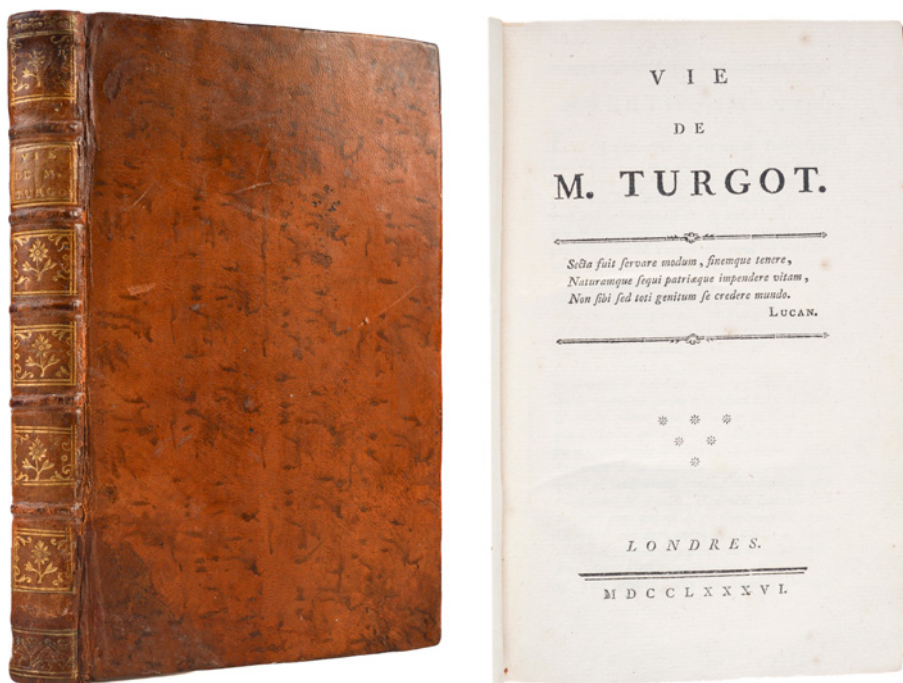 VIE
DE M.
TURGO
VIE
DE
M. TURGOT.
Secta fuit ſervare modum, finemque tenere,
Naturamque ſequi patriæque impendere vitam,
Non ſibi ſed toti genitum ſe credere mundo.
LUCAN.
LONDRES.
MDCCLXXXVI.